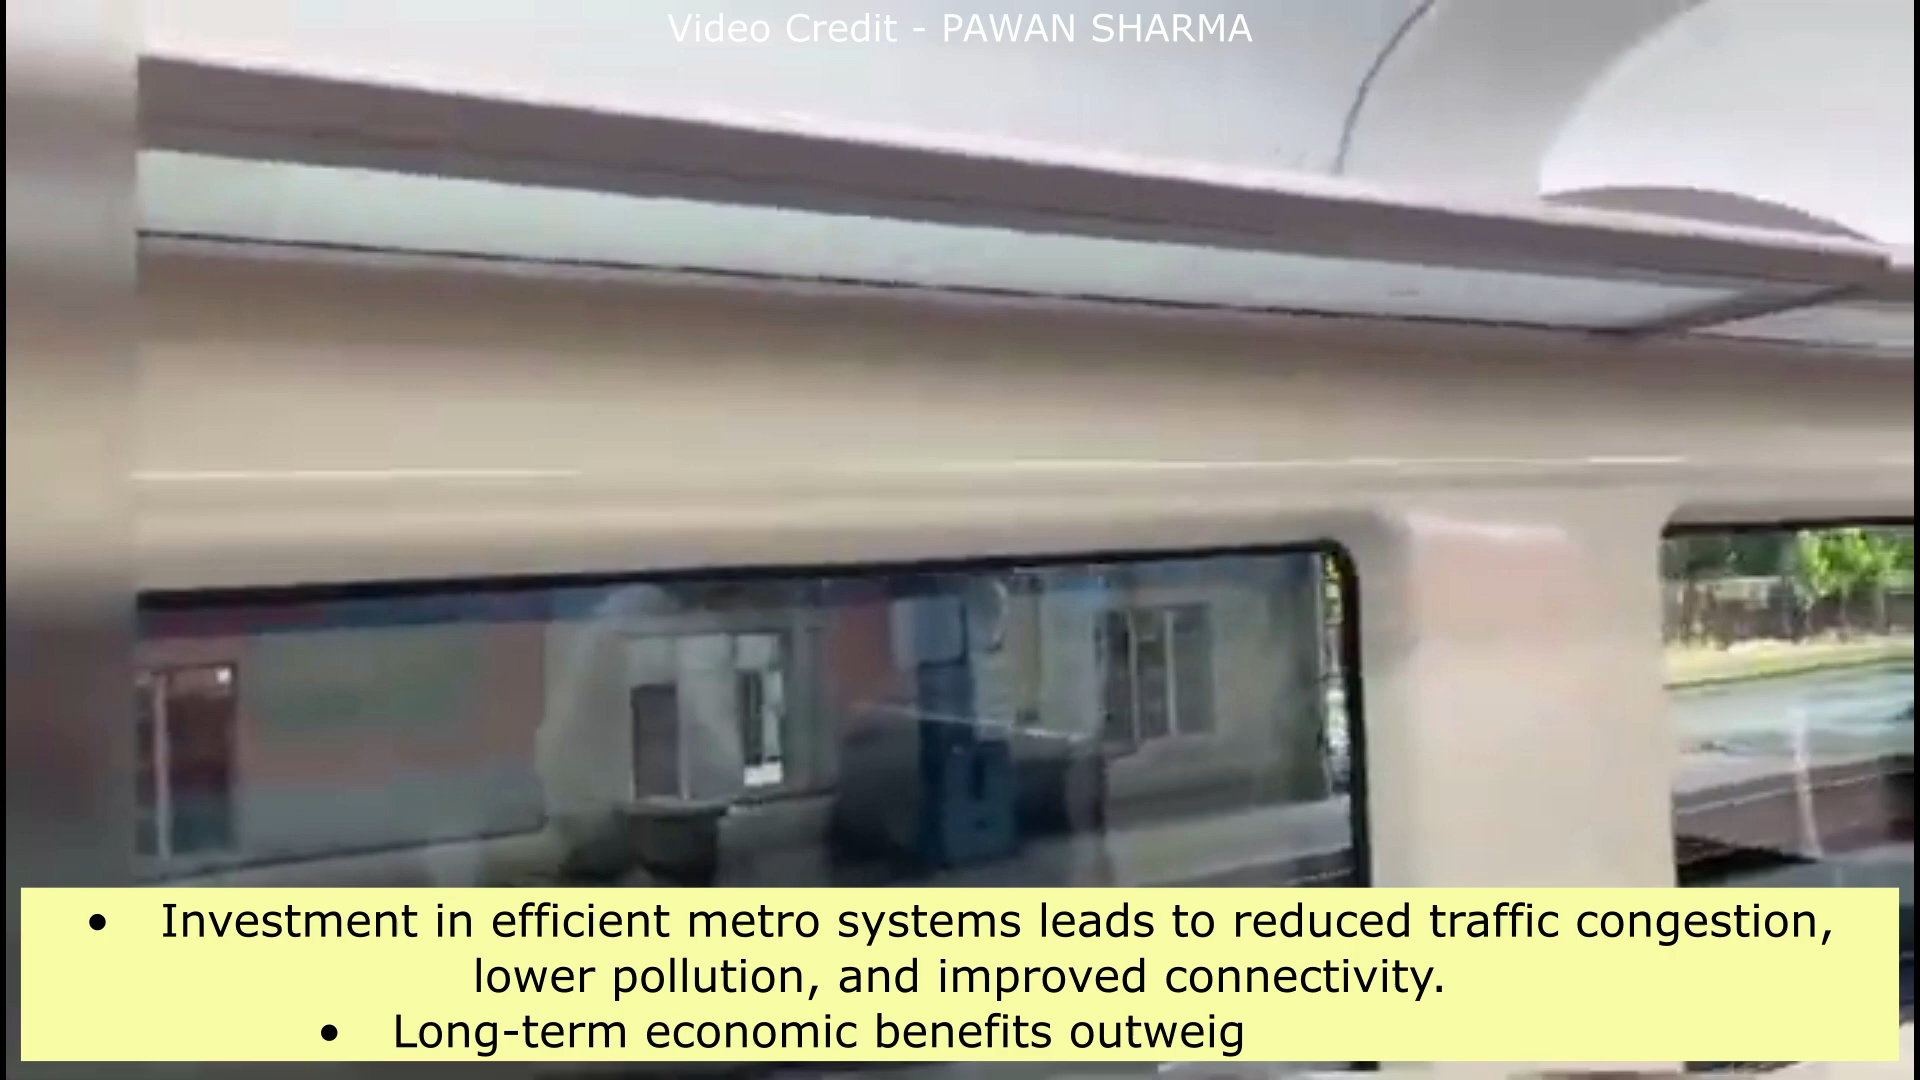 Video Credit - PAWAN SHARMA
• Investment in efficient metro systems leads to reduced traffic congestion,
lower pollution, and improved connectivity.
• Long-term economic benefits outweig